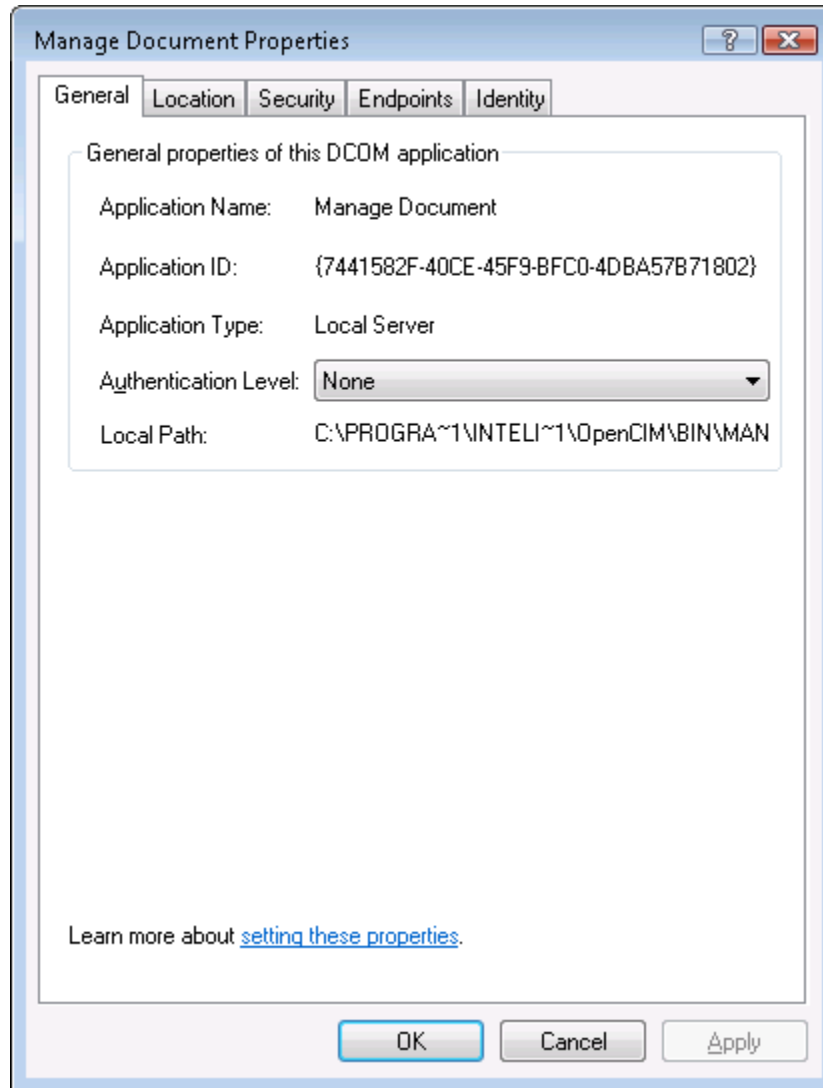 Manage Document Properties
General Location Security Endpoints Identity
General properties of this DCOM application
Application Name: Manage Document
Application ID: {7441582F-40CE-45F9-BFC0-4DBA57B71802}
Application Type: Local Server
Authentication Level: None
Local Path: C:\PROGRA~1\INTELI~1\OpenCIM\BIN\MAN
Learn more about setting these properties.
OK Cancel Apply